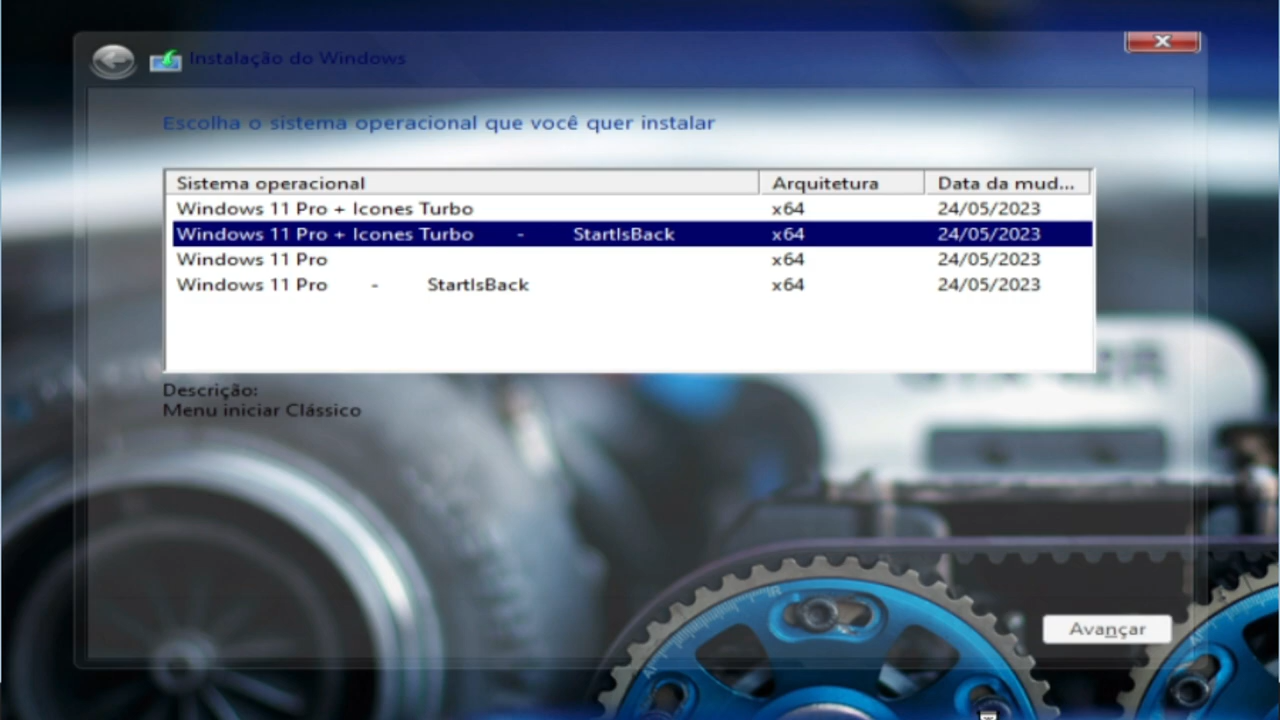 Instalação do Windows
Escolha o sistema operacional que você quer instalar
Sistema operacional Arquitetura Data da mud...
Windows 11 Pro + Icones Turbo x64 24/05/2023
Windows 11 Pro + Icones Turbo - StartIsBack x64 24/05/2023
Windows 11 Pro x64 24/05/2023
Windows 11 Pro - StartIsBack x64 24/05/2023
Descrição:
Menu iniciar Clássico
Avançar